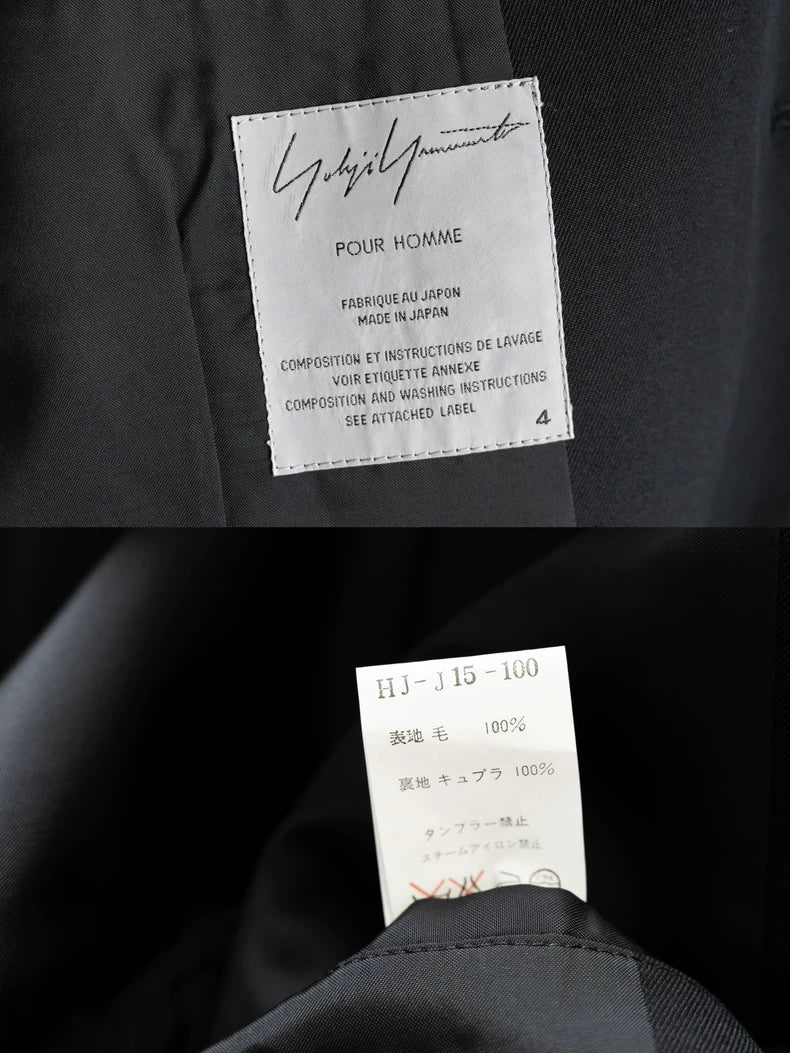 Yohji Yamamoto
POUR HOMME
FABRIQUE AU JAPON
MADE IN JAPAN
COMPOSITION ET INSTRUCTIONS DE LAVAGE
VOIR ETIQUETTE ANNEXE
COMPOSITION AND WASHING INSTRUCTIONS
SEE ATTACHED LABEL
4
HJ-J15-100
表地 毛 100%
裏地 キュプラ 100%
タンブラー禁止
スチームアイロン禁止